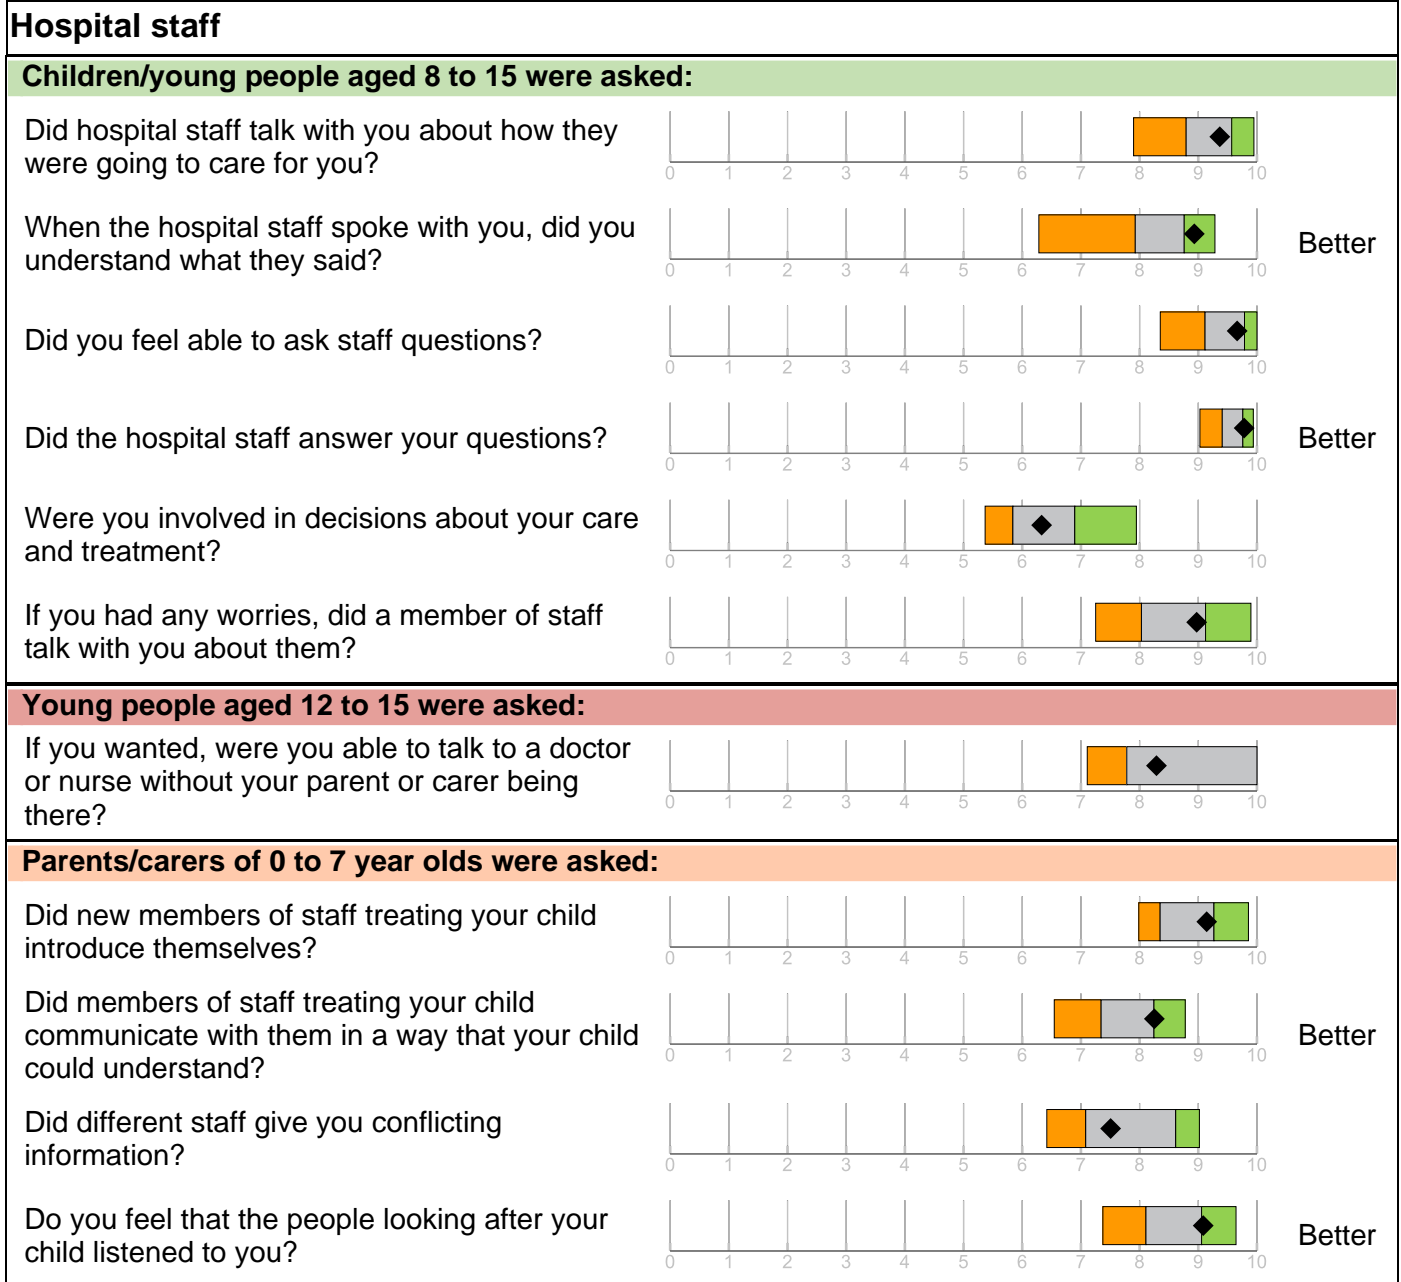 Hospital staff
Children/young people aged 8 to 15 were asked:
Did hospital staff talk with you about how they
were going to care for you?
0 1 2 3 4 5 6 7 8 9 10
When the hospital staff spoke with you, did you
understand what they said?
0 1 2 3 4 5 6 7 8 9 10
Better
Did you feel able to ask staff questions?
0 1 2 3 4 5 6 7 8 9 10
Did the hospital staff answer your questions?
0 1 2 3 4 5 6 7 8 9 10
Better
Were you involved in decisions about your care
and treatment?
0 1 2 3 4 5 6 7 8 9 10
If you had any worries, did a member of staff
talk with you about them?
0 1 2 3 4 5 6 7 8 9 10
Young people aged 12 to 15 were asked:
If you wanted, were you able to talk to a doctor
or nurse without your parent or carer being
there?
0 1 2 3 4 5 6 7 8 9 10
Parents/carers of 0 to 7 year olds were asked:
Did new members of staff treating your child
introduce themselves?
0 1 2 3 4 5 6 7 8 9 10
Did members of staff treating your child
communicate with them in a way that your child
could understand?
0 1 2 3 4 5 6 7 8 9 10
Better
Did different staff give you conflicting
information?
0 1 2 3 4 5 6 7 8 9 10
Do you feel that the people looking after your
child listened to you?
0 1 2 3 4 5 6 7 8 9 10
Better